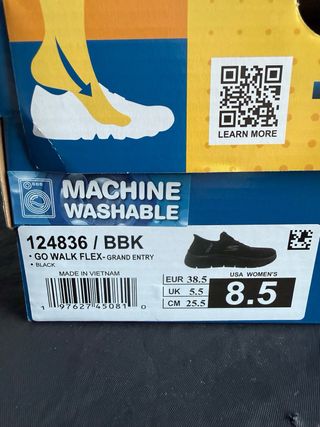 LEARN MORE
MACHINE
WASHABLE
124836 / BBK
• GO WALK FLEX- GRAND ENTRY
• BLACK
MADE IN VIETNAM
1 97627 45081 0
EUR 38.5
UK 5.5
CM 25.5
USA WOMEN'S
8.5